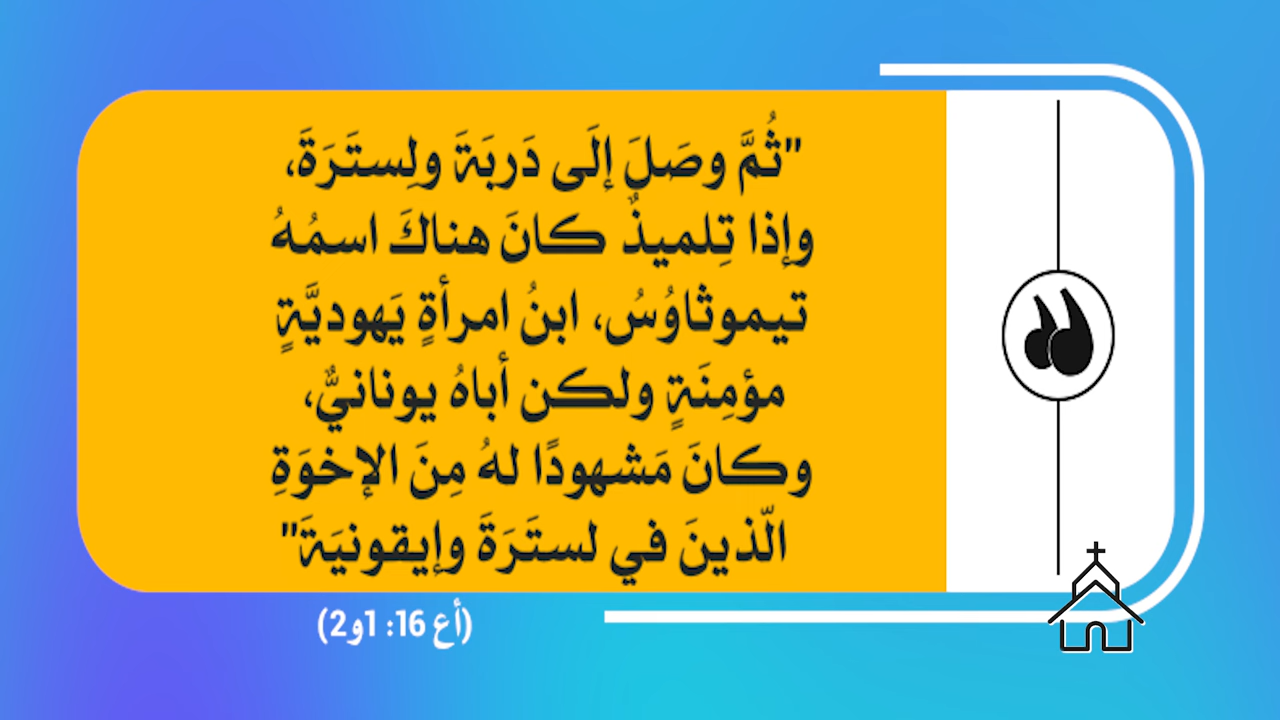 "ثُمَّ وصَلَ إلَى دَربَةَ ولِستَرَةَ،
وإذا تِلميذٌ كانَ هناكَ اسمُهُ
تيموثاوُسُ، ابنُ امرأةٍ يَهوديَّةٍ
مؤمِنَةٍ ولكن أباهُ يونانيٌّ،
وكانَ مَشهودًا لهُ مِنَ الإخوَةِ
الّذينَ في لستَرَةَ وإيقونيَةَ"
(أع 16: 1و2)